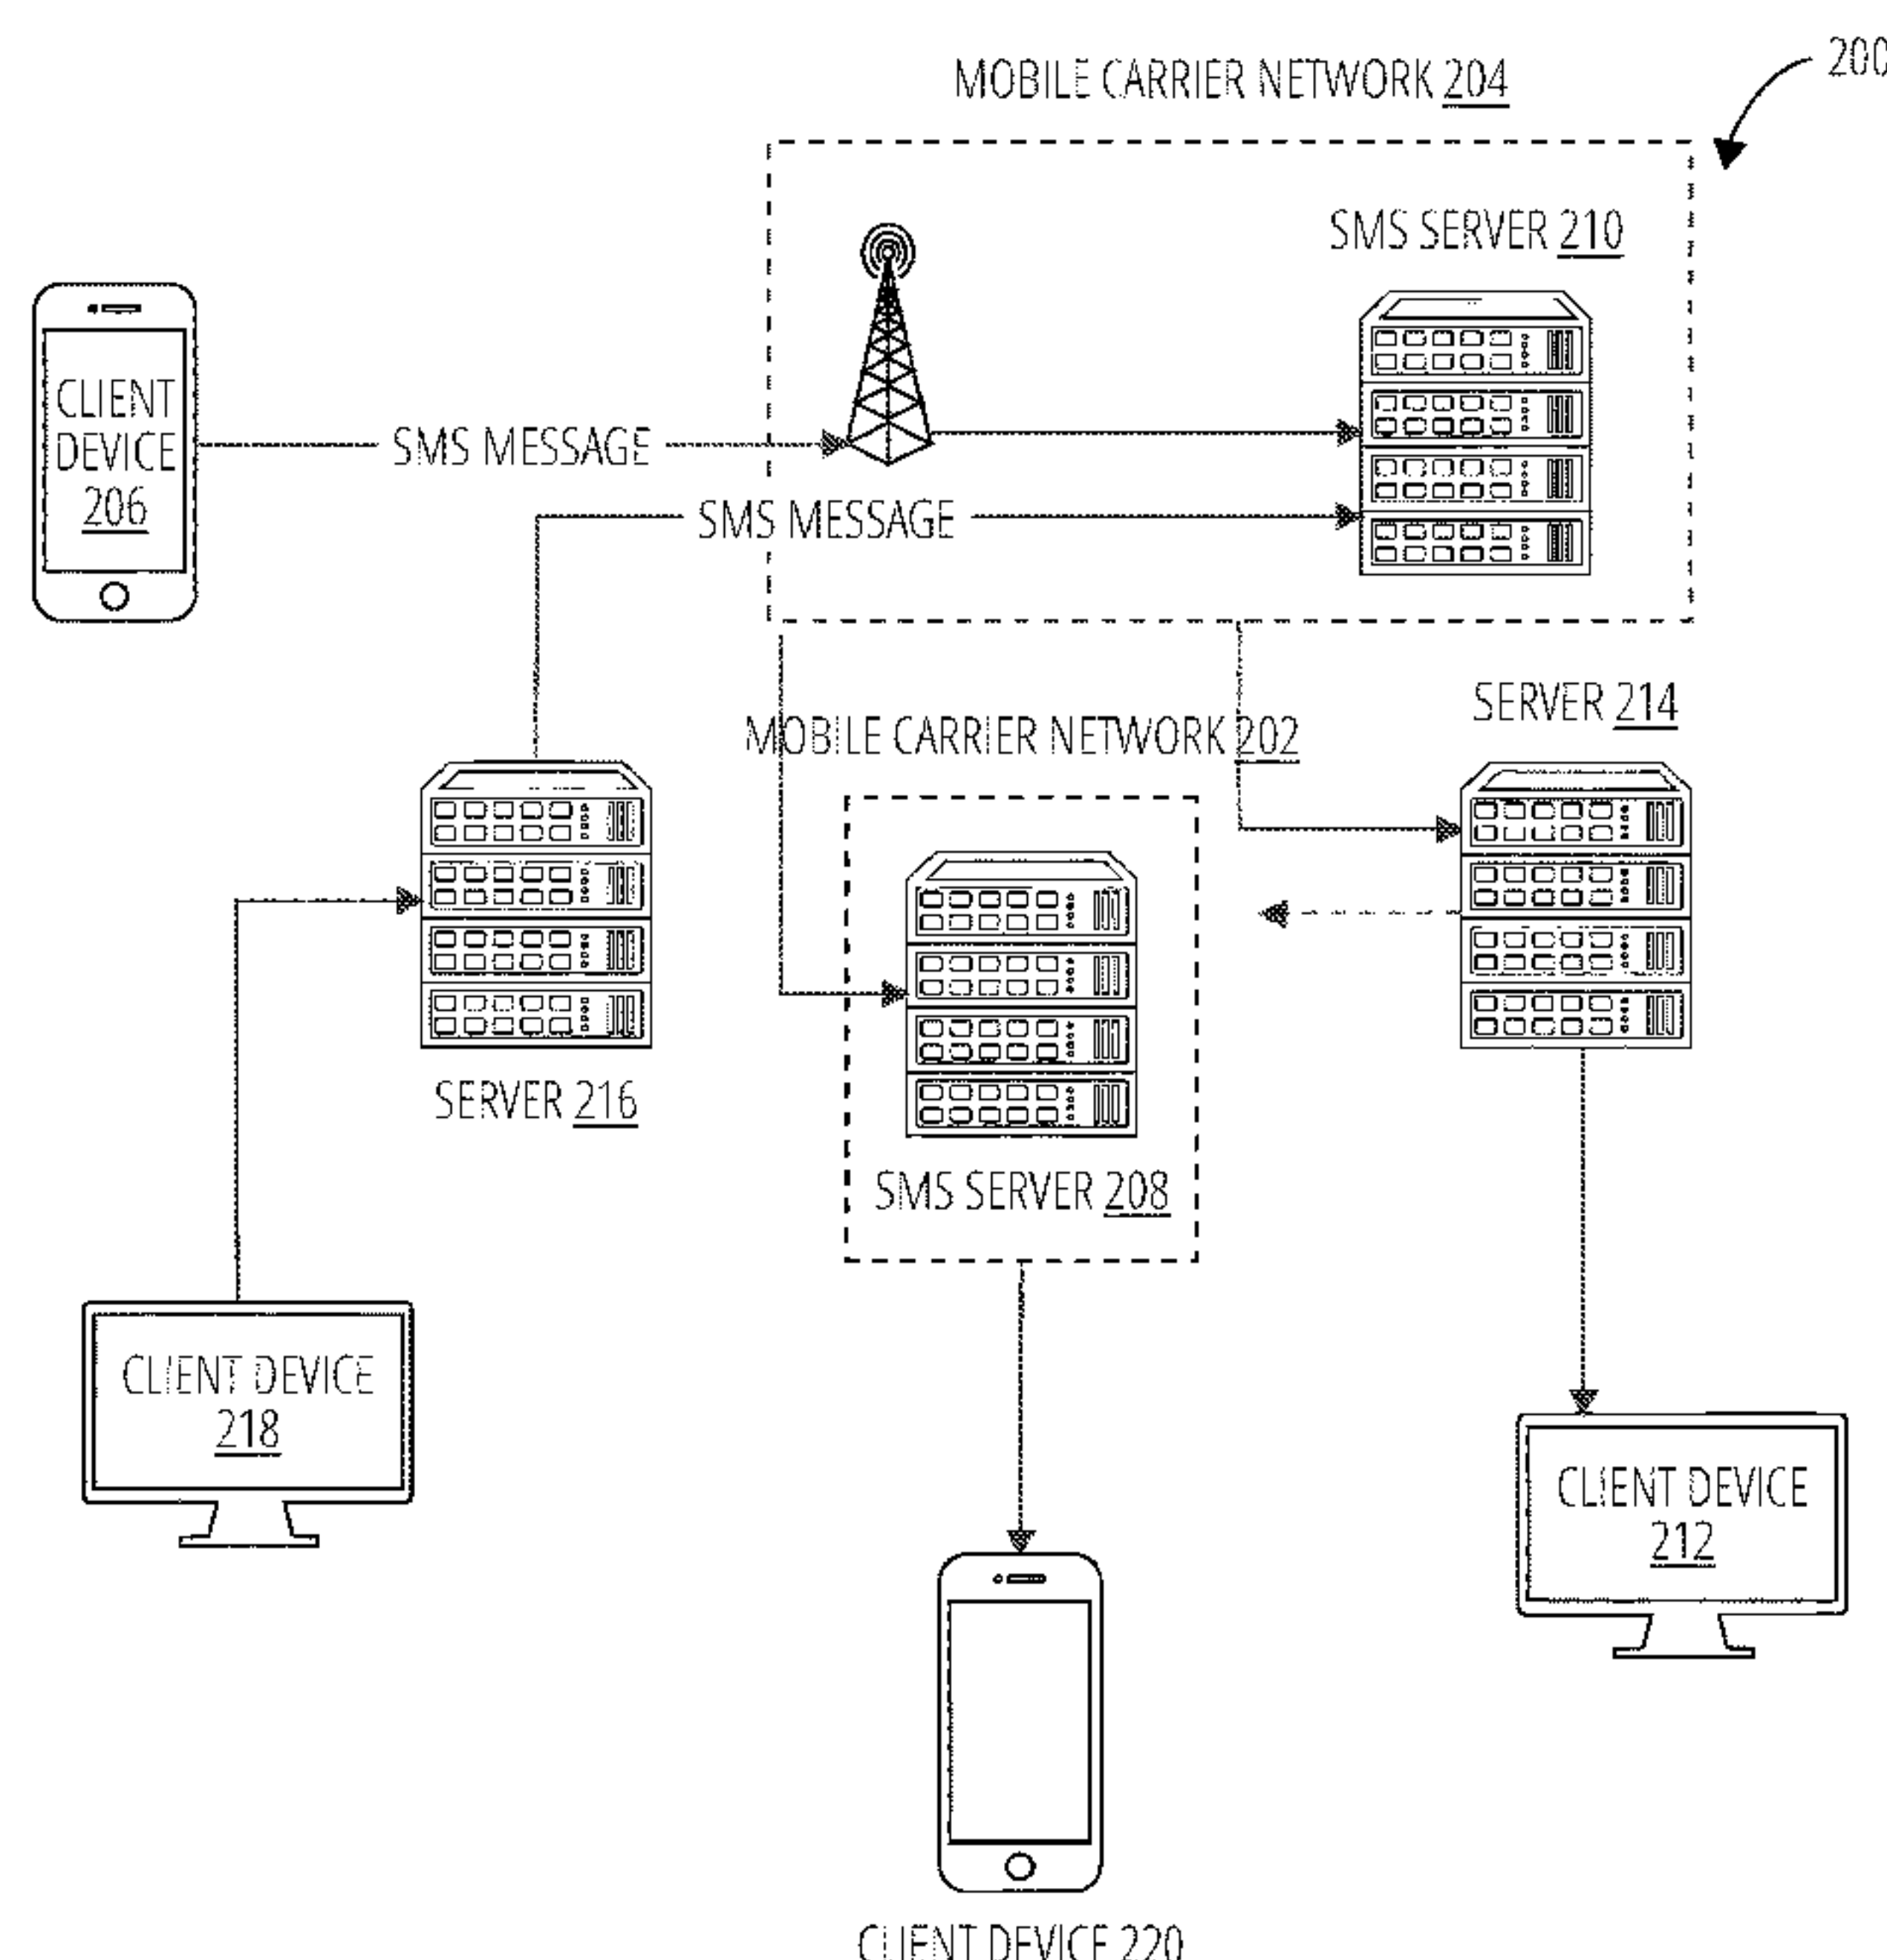 200
MOBILE CARRIER NETWORK 204
SMS SERVER 210
CLIENT
DEVICE
206
SMS MESSAGE
SMS MESSAGE
SERVER 214
MOBILE CARRIER NETWORK 202
SERVER 216
SMS SERVER 208
CLIENT DEVICE
218
CLIENT DEVICE
212
CLIENT DEVICE 220